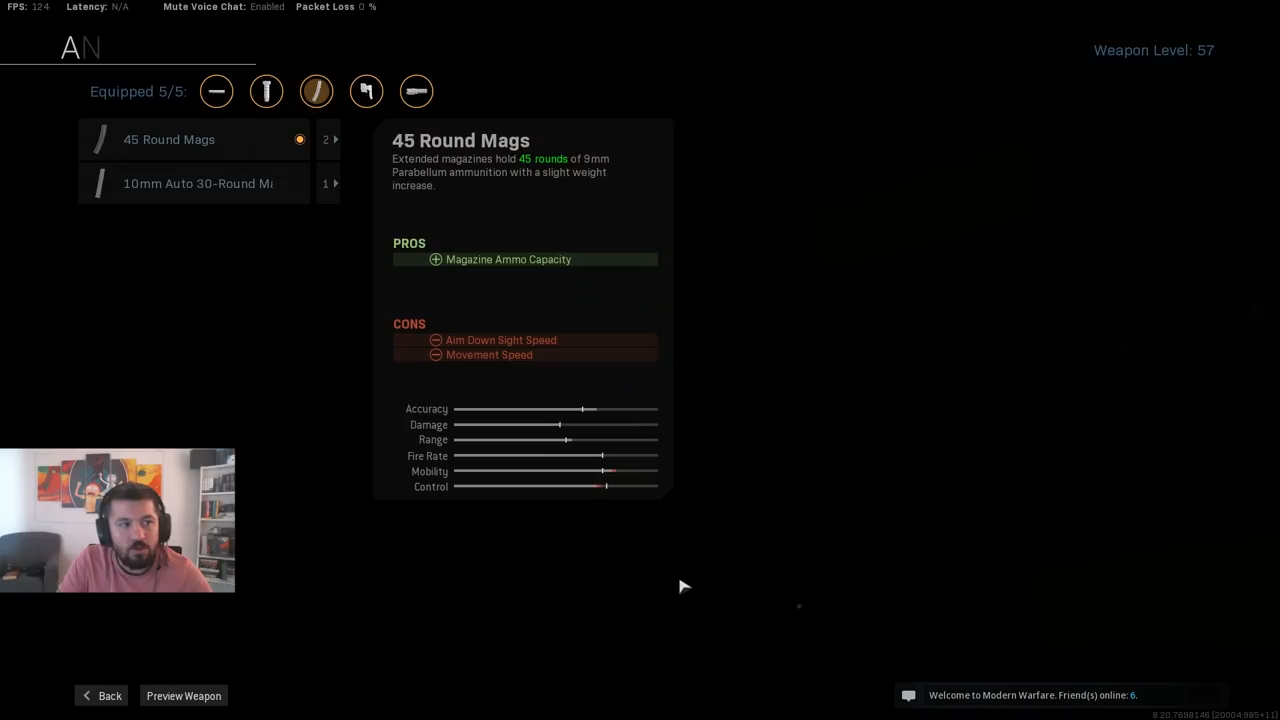 FPS: 124 Latency: N/A Mute Voice Chat: Enabled Packet Loss 0 %
AN
Weapon Level: 57
Equipped 5/5:
45 Round Mags 2
10mm Auto 30-Round Ma 1
45 Round Mags
Extended magazines hold 45 rounds of 9mm
Parabellum ammunition with a slight weight
increase.
PROS
Magazine Ammo Capacity
CONS
Aim Down Sight Speed
Movement Speed
Accuracy
Damage
Range
Fire Rate
Mobility
Control
Back
Preview Weapon
Welcome to Modern Warfare. Friend(s) online: 6.